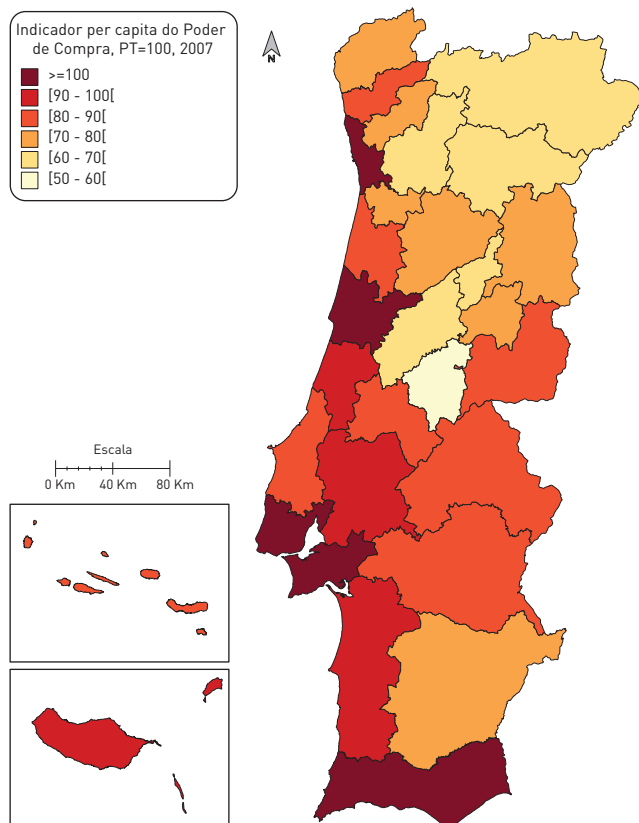 Indicador per capita do Poder
de Compra, PT=100, 2007
>=100
[90 - 100[
[80 - 90[
[70 - 80[
[60 - 70[
[50 - 60[
N
Escala
0 Km 40 Km 80 Km